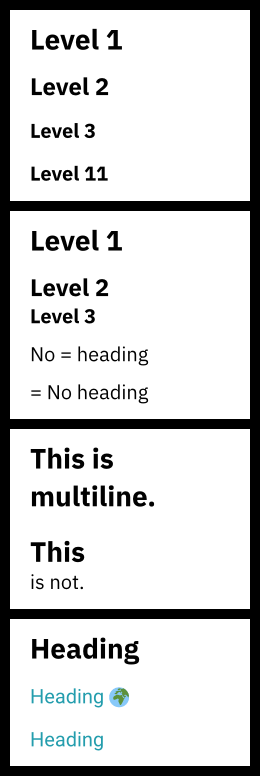 Level 1
Level 2
Level 3
Level 11
Level 1
Level 2
Level 3
No = heading
= No heading
This is
multiline.
This
is not.
Heading
Heading 🌍
Heading